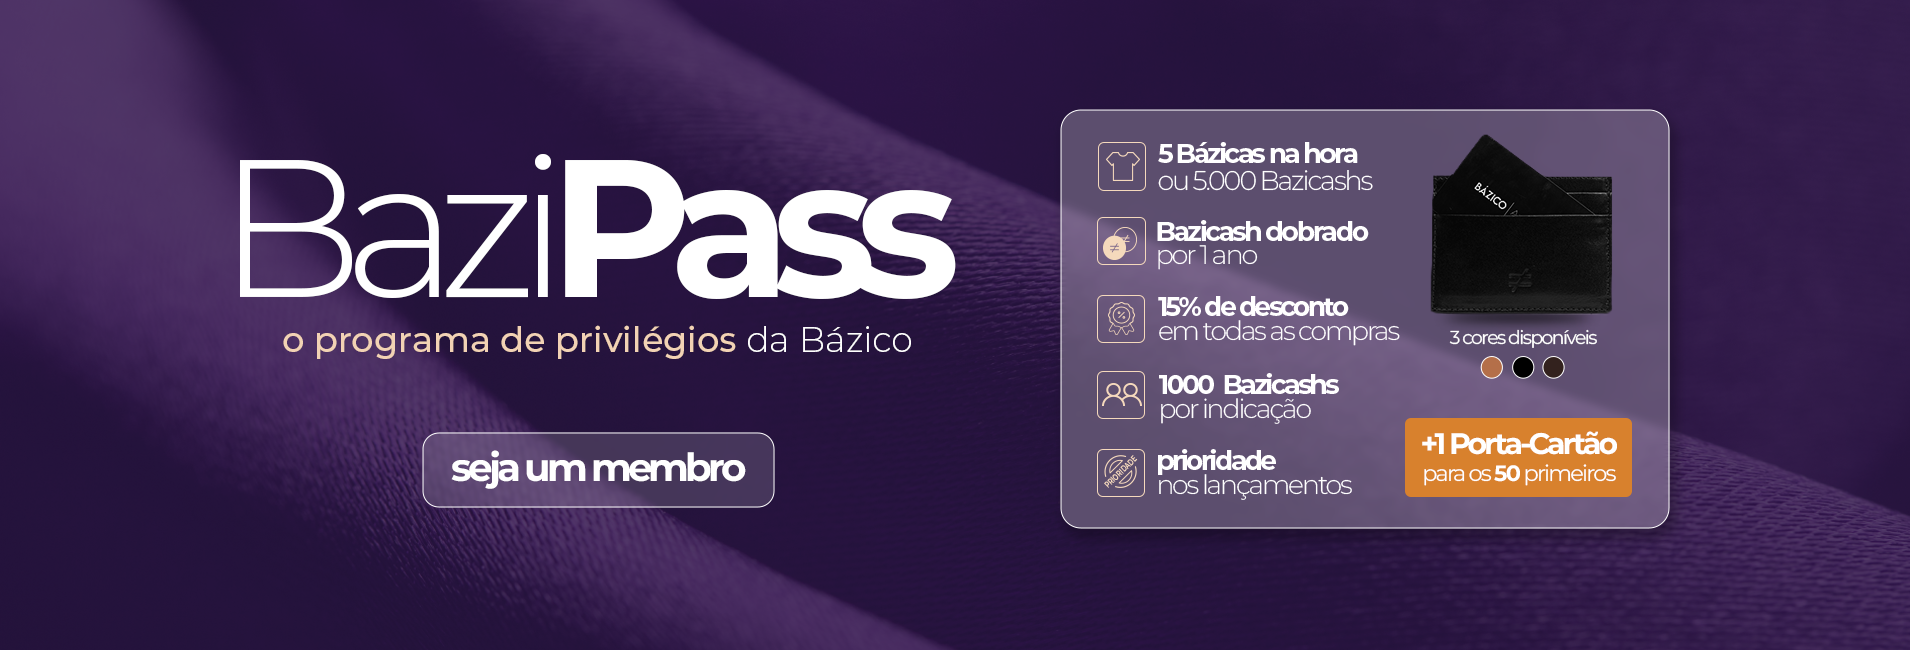 BaziPass
o programa de privilégios da Bázico
seja um membro
5 Bázicas na hora
ou 5.000 Bazicashs
Bazicash dobrado
por 1 ano
15% de desconto
em todas as compras
1000 Bazicashs
por indicação
PRIORIDADE
prioridade
nos lançamentos
BÁZICO
3 cores disponíveis
+1 Porta-Cartão
para os 50 primeiros